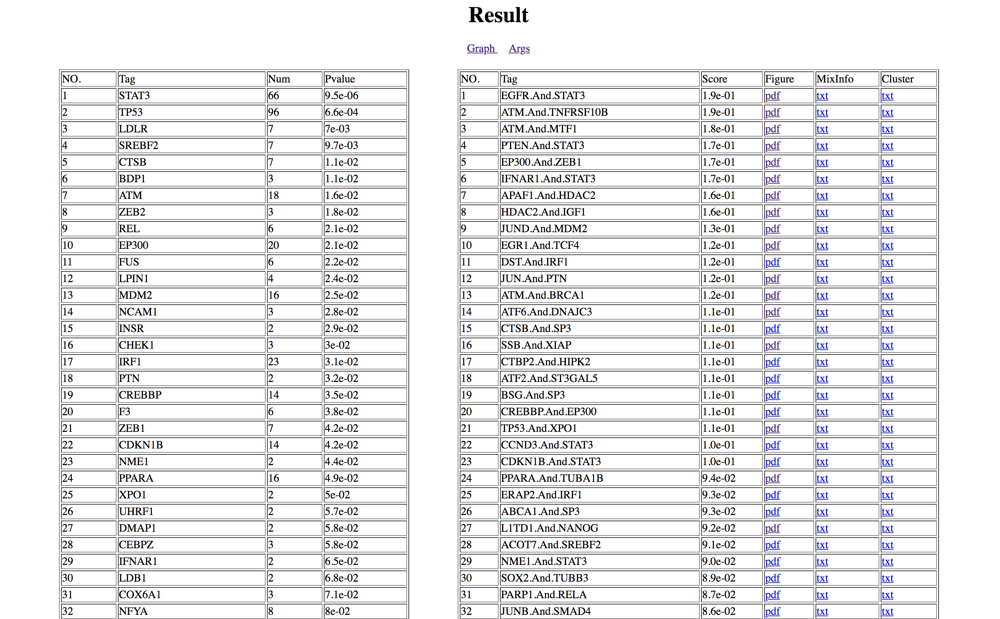 Result
Graph Args
NO. Tag Num Pvalue
1 STAT3 66 9.5e-06
2 TP53 96 6.6e-04
3 LDLR 7 7e-03
4 SREBF2 7 9.7e-03
5 CTSB 7 1.1e-02
6 BDP1 3 1.1e-02
7 ATM 18 1.6e-02
8 ZEB2 3 1.8e-02
9 REL 6 2.1e-02
10 EP300 20 2.1e-02
11 FUS 6 2.2e-02
12 LPIN1 4 2.4e-02
13 MDM2 16 2.5e-02
14 NCAM1 3 2.8e-02
15 INSR 2 2.9e-02
16 CHEK1 3 3e-02
17 IRF1 23 3.1e-02
18 PTN 2 3.2e-02
19 CREBBP 14 3.5e-02
20 F3 6 3.8e-02
21 ZEB1 7 4.2e-02
22 CDKN1B 14 4.2e-02
23 NME1 2 4.4e-02
24 PPARA 16 4.9e-02
25 XPO1 2 5e-02
26 UHRF1 2 5.7e-02
27 DMAP1 2 5.8e-02
28 CEBPZ 3 5.8e-02
29 IFNAR1 2 6.5e-02
30 LDB1 2 6.8e-02
31 COX6A1 3 7.1e-02
32 NFYA 8 8e-02
NO. Tag Score Figure MixInfo Cluster
1 EGFR.And.STAT3 1.9e-01 pdf txt txt
2 ATM.And.TNFRSF10B 1.9e-01 pdf txt txt
3 ATM.And.MTF1 1.8e-01 pdf txt txt
4 PTEN.And.STAT3 1.7e-01 pdf txt txt
5 EP300.And.ZEB1 1.7e-01 pdf txt txt
6 IFNAR1.And.STAT3 1.7e-01 pdf txt txt
7 APAF1.And.HDAC2 1.6e-01 pdf txt txt
8 HDAC2.And.IGF1 1.6e-01 pdf txt txt
9 JUND.And.MDM2 1.3e-01 pdf txt txt
10 EGR1.And.TCF4 1.2e-01 pdf txt txt
11 DST.And.IRF1 1.2e-01 pdf txt txt
12 JUN.And.PTN 1.2e-01 pdf txt txt
13 ATM.And.BRCA1 1.2e-01 pdf txt txt
14 ATF6.And.DNAJC3 1.1e-01 pdf txt txt
15 CTSB.And.SP3 1.1e-01 pdf txt txt
16 SSB.And.XIAP 1.1e-01 pdf txt txt
17 CTBP2.And.HIPK2 1.1e-01 pdf txt txt
18 ATF2.And.ST3GAL5 1.1e-01 pdf txt txt
19 BSG.And.SP3 1.1e-01 pdf txt txt
20 CREBBP.And.EP300 1.1e-01 pdf txt txt
21 TP53.And.XPO1 1.1e-01 pdf txt txt
22 CCND3.And.STAT3 1.0e-01 pdf txt txt
23 CDKN1B.And.STAT3 1.0e-01 pdf txt txt
24 PPARA.And.TUBA1B 9.4e-02 pdf txt txt
25 ERAP2.And.IRF1 9.3e-02 pdf txt txt
26 ABCA1.And.SP3 9.3e-02 pdf txt txt
27 L1TD1.And.NANOG 9.2e-02 pdf txt txt
28 ACOT7.And.SREBF2 9.1e-02 pdf txt txt
29 NME1.And.STAT3 9.0e-02 pdf txt txt
30 SOX2.And.TUBB3 8.9e-02 pdf txt txt
31 PARP1.And.RELA 8.7e-02 pdf txt txt
32 JUNB.And.SMAD4 8.6e-02 pdf txt txt